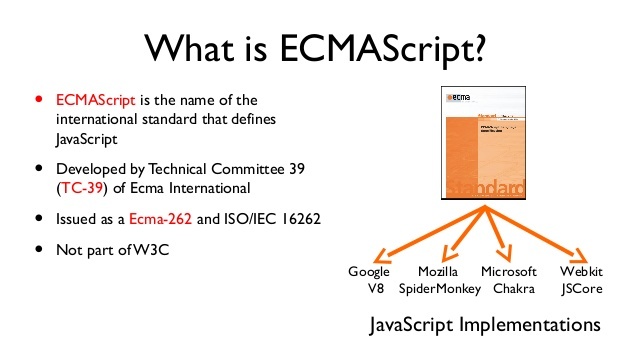 What is ECMAScript?
• ECMAScript is the name of the
international standard that defines
JavaScript
• Developed by Technical Committee 39
(TC-39) of Ecma International
• Issued as a Ecma-262 and ISO/IEC 16262
• Not part of W3C
ecma
Standard
Standard
Google Mozilla Microsoft Webkit
V8 SpiderMonkey Chakra JSCore
JavaScript Implementations